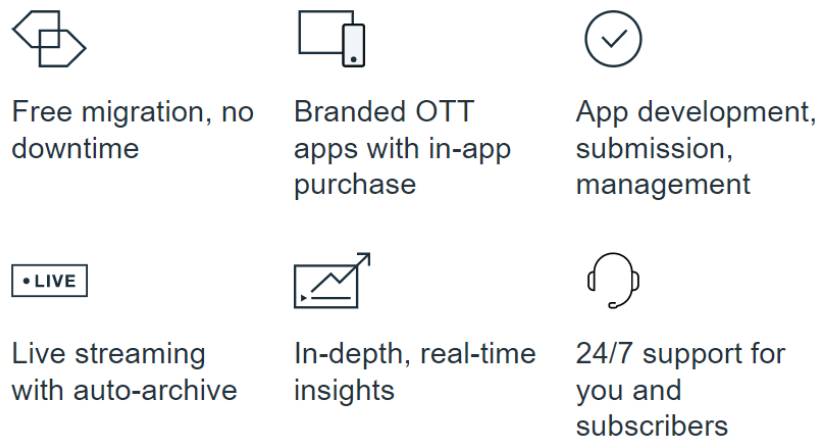 Free migration, no
downtime
Branded OTT
apps with in-app
purchase
App development,
submission,
management
• LIVE
Live streaming
with auto-archive
In-depth, real-time
insights
24/7 support for
you and
subscribers